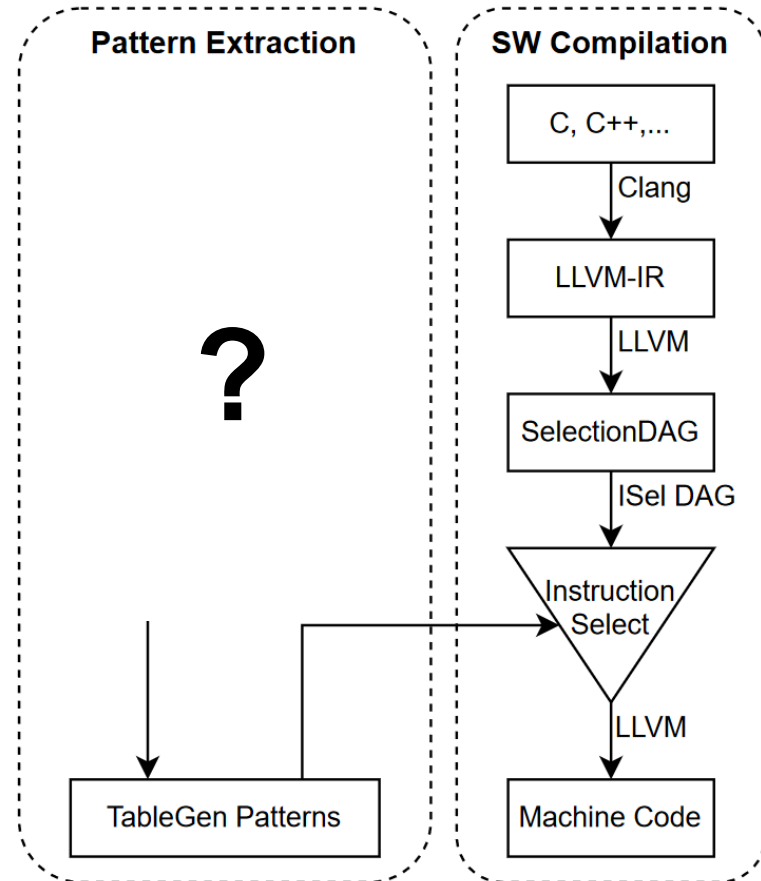 Pattern Extraction
?
TableGen Patterns
SW Compilation
C, C++,...
Clang
LLVM-IR
LLVM
SelectionDAG
ISel DAG
Instruction
Select
LLVM
Machine Code